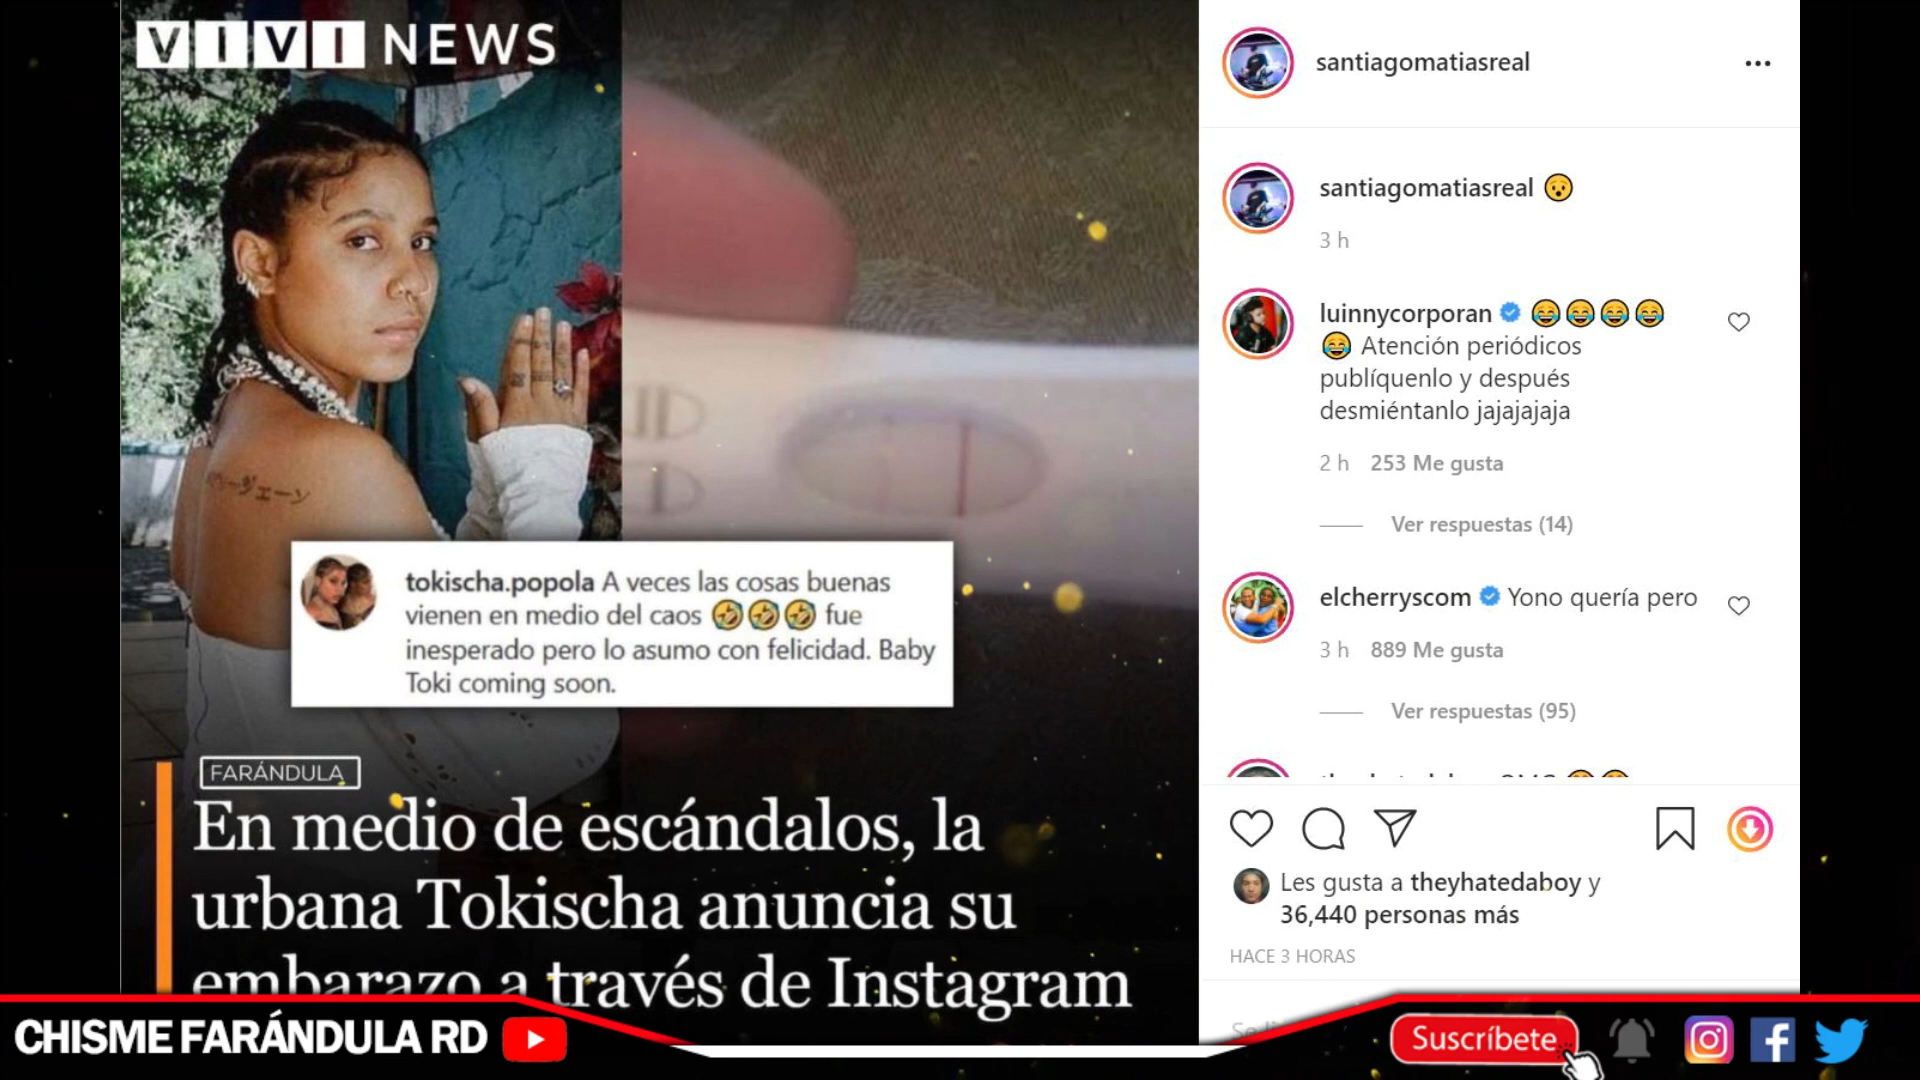 VIVI NEWS
tokischa.popola A veces las cosas buenas
vienen en medio del caos 🤣🤣🤣 fue
inesperado pero lo asumo con felicidad. Baby
Toki coming soon.
FARÁNDULA
En medio de escándalos, la
urbana Tokischa anuncia su
embarazo a través de Instagram
santiagomatiasreal
santiagomatiasreal 😯
3 h
luinnycorporan 😂😂😂😂
😂 Atención periódicos
publíquenlo y después
desmiéntanlo jajajajaja
2 h 253 Me gusta
Ver respuestas (14)
elcherryscom Yono quería pero
3 h 889 Me gusta
Ver respuestas (95)
Les gusta a theyhatedaboy y
36,440 personas más
HACE 3 HORAS
CHISME FARÁNDULA RD
Suscríbete